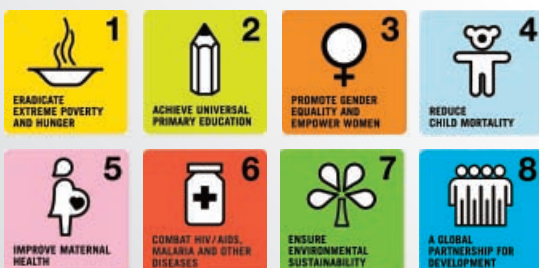 1
ERADICATE
EXTREME POVERTY
AND HUNGER
2
ACHIEVE UNIVERSAL
PRIMARY EDUCATION
3
PROMOTE GENDER
EQUALITY AND
EMPOWER WOMEN
4
REDUCE
CHILD MORTALITY
5
IMPROVE MATERNAL
HEALTH
6
COMBAT HIV/AIDS,
MALARIA AND OTHER
DISEASES
7
ENSURE
ENVIRONMENTAL
SUSTAINABILITY
8
A GLOBAL
PARTNERSHIP FOR
DEVELOPMENT